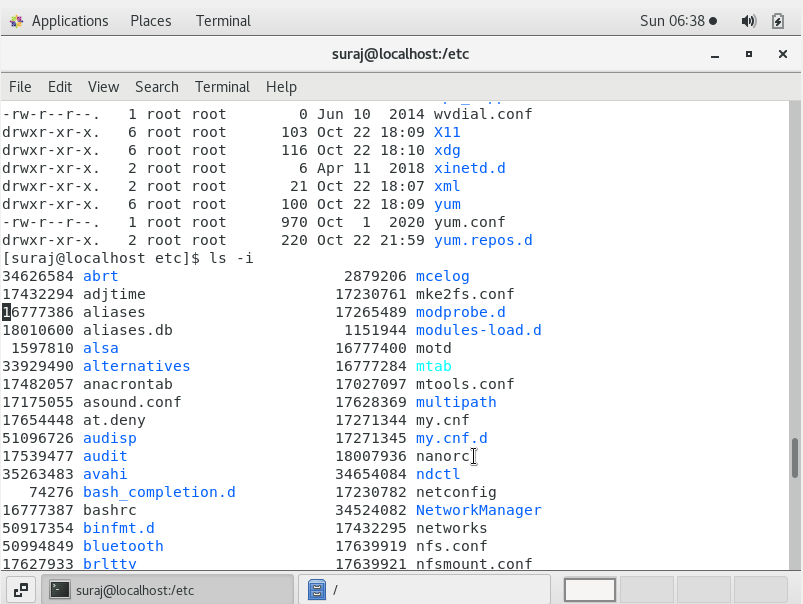 Applications Places Terminal Sun 06:38
suraj@localhost:/etc
File Edit View Search Terminal Help
-rw-r--r--. 1 root root 0 Jun 10 2014 wvdial.conf
drwxr-xr-x. 6 root root 103 Oct 22 18:09 X11
drwxr-xr-x. 6 root root 116 Oct 22 18:10 xdg
drwxr-xr-x. 2 root root 6 Apr 11 2018 xinetd.d
drwxr-xr-x. 2 root root 21 Oct 22 18:07 xml
drwxr-xr-x. 6 root root 100 Oct 22 18:09 yum
-rw-r--r--. 1 root root 970 Oct 1 2020 yum.conf
drwxr-xr-x. 2 root root 220 Oct 22 21:59 yum.repos.d
[suraj@localhost etc]$ ls -i
34626584 abrt 2879206 mcelog
17432294 adjtime 17230761 mke2fs.conf
16777386 aliases 17265489 modprobe.d
18010600 aliases.db 1151944 modules-load.d
1597810 alsa 16777400 motd
33929490 alternatives 16777284 mtab
17482057 anacrontab 17027097 mtools.conf
17175055 asound.conf 17628369 multipath
17654448 at.deny 17271344 my.cnf
51096726 audisp 17271345 my.cnf.d
17539477 audit 18007936 nanorc
35263483 avahi 34654084 ndctl
74276 bash_completion.d 17230782 netconfig
16777387 bashrc 34524082 NetworkManager
50917354 binfmt.d 17432295 networks
50994849 bluetooth 17639919 nfs.conf
17627933 brltty 17639921 nfsmount.conf
suraj@localhost:/etc /